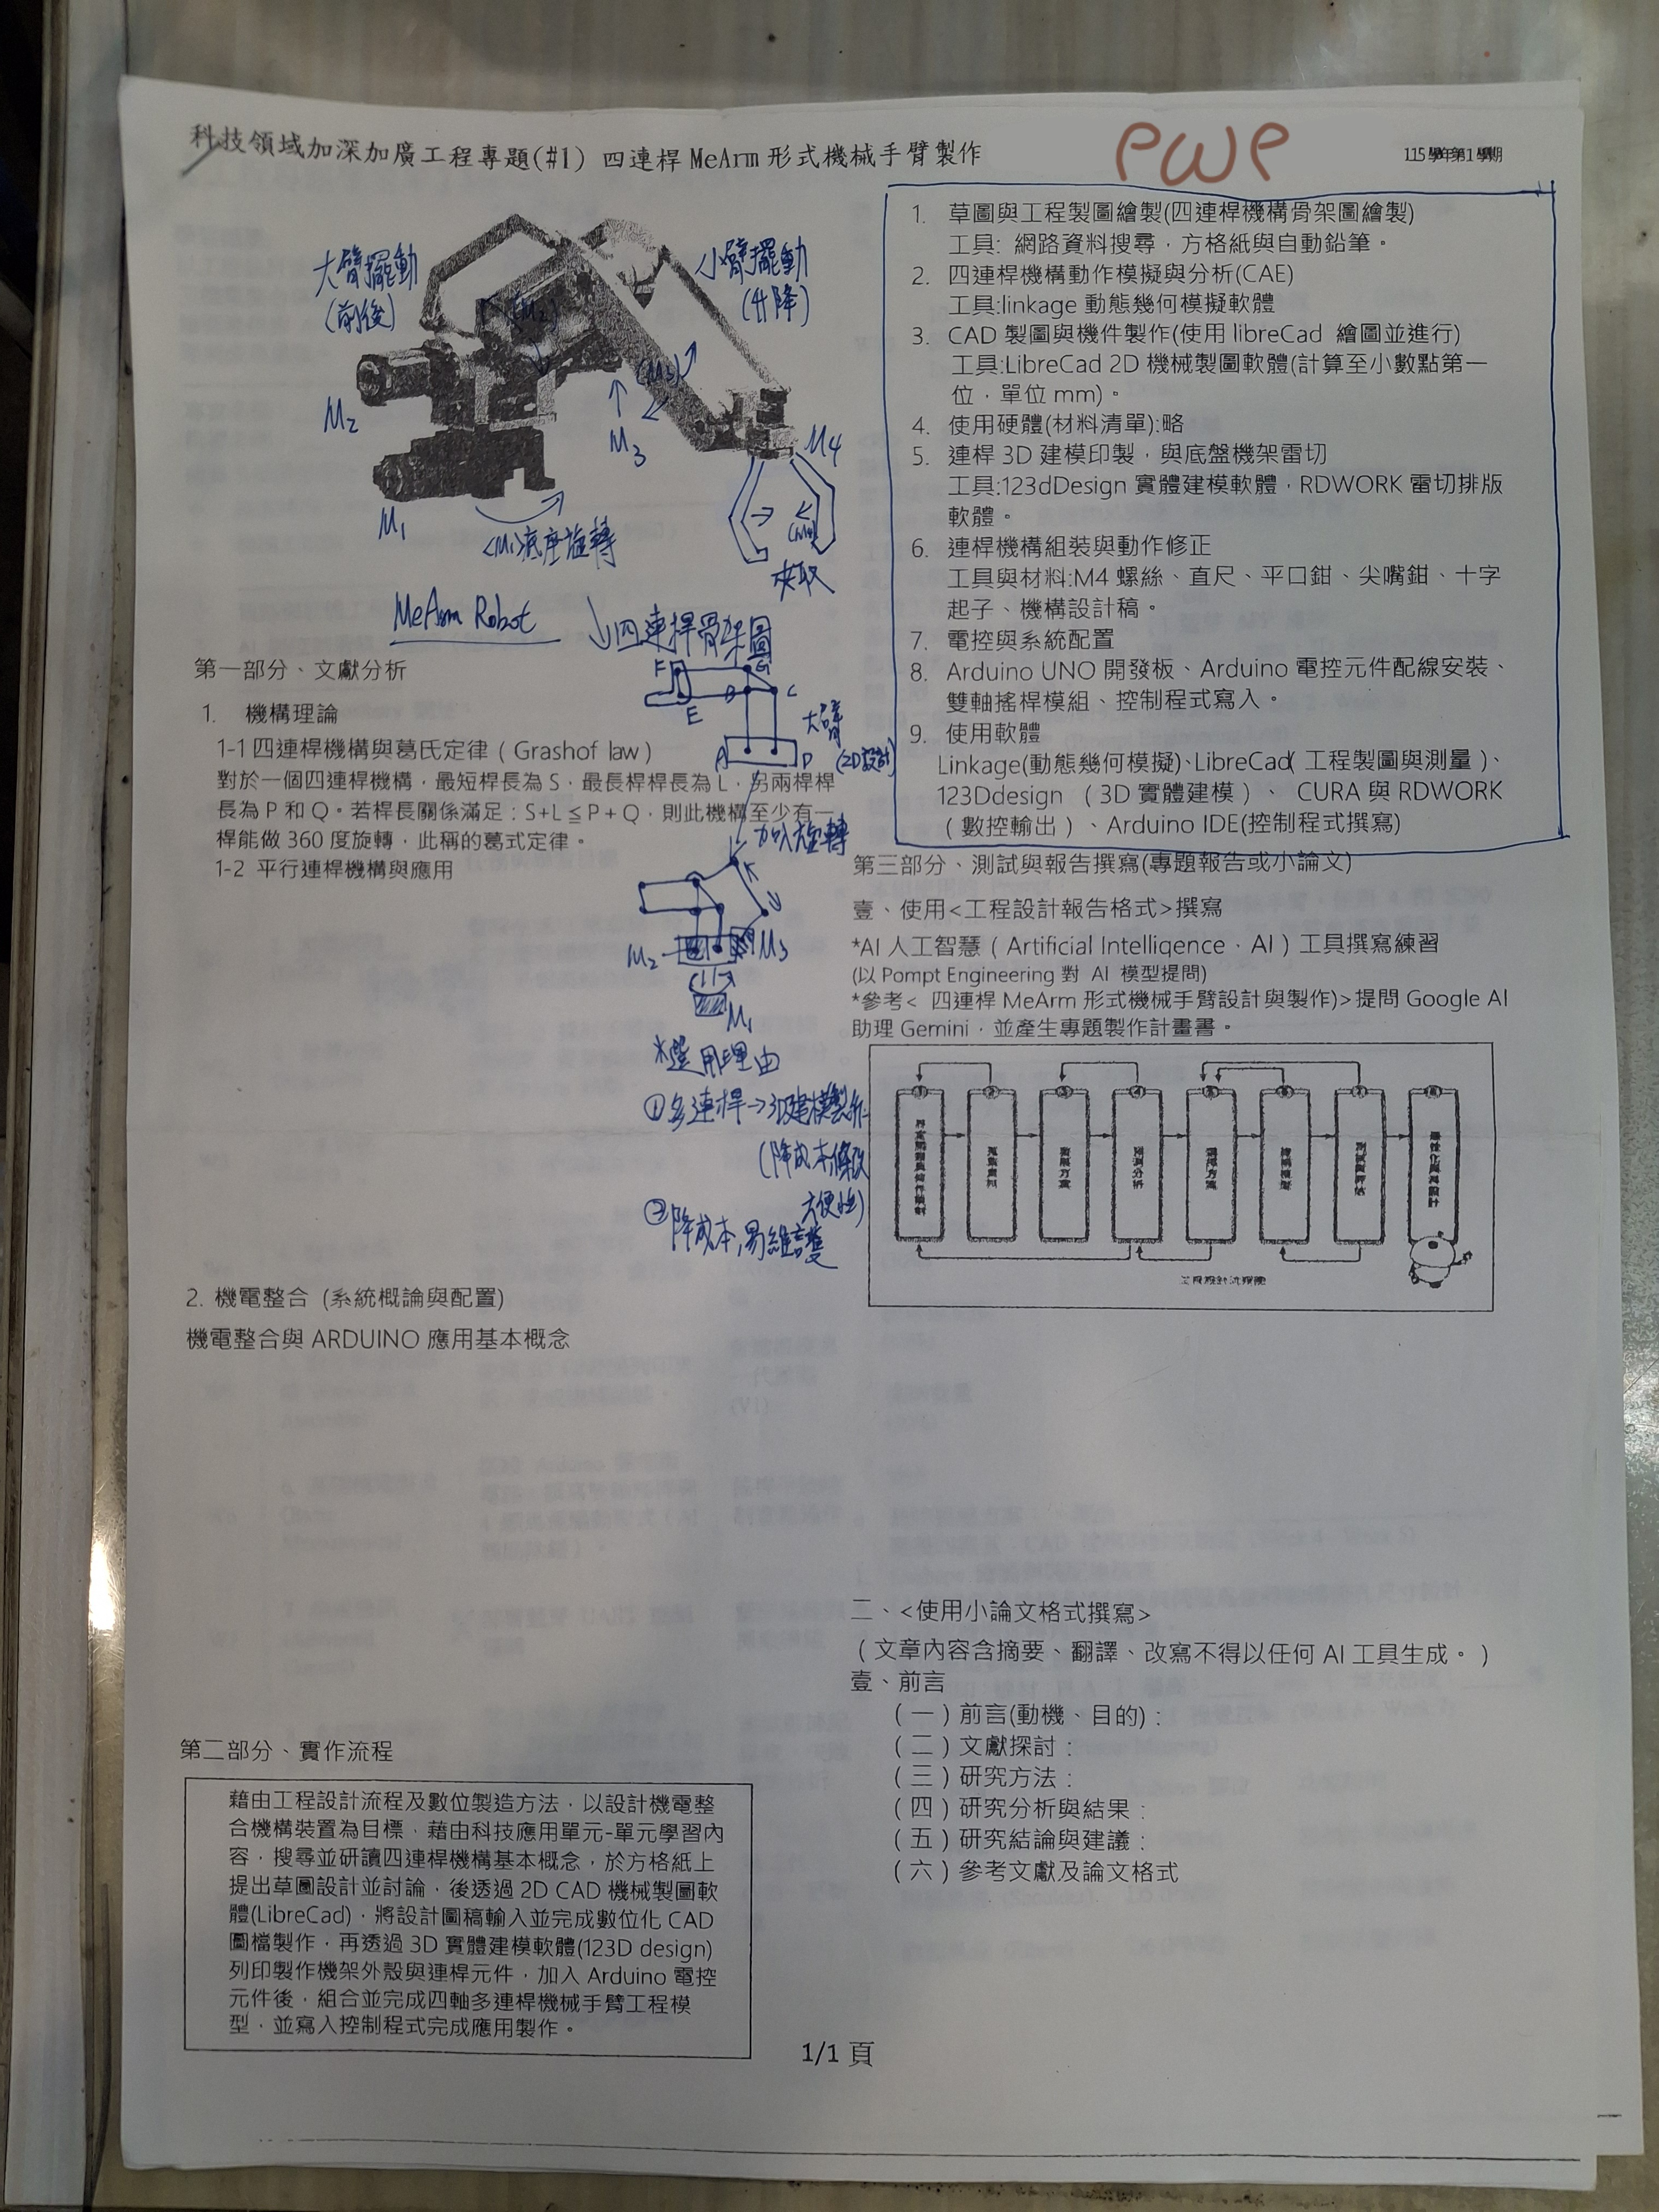 科技領域加深加廣工程專題(#1) 四連桿 MeArm 形式機械手臂製作
PWP
115 學年第1學期
大臂擺動
(前後)
(M2)
小臂擺動
(升降)
(M3)
M2
M3
M4
M1
<M1>底座旋轉
(M4)
夾取
MeArm Robot
↓四連桿骨架圖
F
G
E
B
C
A
D
大臂
(2D設計)
第一部分、文獻分析
1. 機構理論
1-1 四連桿機構與葛氏定律（Grashof law）
對於一個四連桿機構，最短桿長為 S，最長桿桿長為 L，另兩桿桿
長為 P 和 Q。若桿長關係滿足：S+L ≦ P + Q，則此機構至少有一
桿能做 360 度旋轉，此稱的葛式定律。
1-2 平行連桿機構與應用
旋轉
M2
M3
M1
*選用理由
①多連桿→3D建模製作
(降成本修改
方便性)
②降成本,易維護
2. 機電整合 (系統概論與配置)
機電整合與 ARDUINO 應用基本概念
第二部分、實作流程
藉由工程設計流程及數位製造方法，以設計機電整
合機構裝置為目標，藉由科技應用單元-單元學習內
容，搜尋並研讀四連桿機構基本概念，於方格紙上
提出草圖設計並討論，後透過 2D CAD 機械製圖軟
體(LibreCad)，將設計圖稿輸入並完成數位化 CAD
圖檔製作，再透過 3D 實體建模軟體(123D design)
列印製作機架外殼與連桿元件，加入 Arduino 電控
元件後，組合並完成四軸多連桿機械手臂工程模
型，並寫入控制程式完成應用製作。
1. 草圖與工程製圖繪製(四連桿機構骨架圖繪製)
工具: 網路資料搜尋，方格紙與自動鉛筆。
2. 四連桿機構動作模擬與分析(CAE)
工具:linkage 動態幾何模擬軟體
3. CAD 製圖與機件製作(使用 libreCad 繪圖並進行)
工具:LibreCad 2D 機械製圖軟體(計算至小數點第一
位，單位 mm)。
4. 使用硬體(材料清單):略
5. 連桿 3D 建模印製，與底盤機架雷切
工具:123dDesign 實體建模軟體，RDWORK 雷切排版
軟體。
6. 連桿機構組裝與動作修正
工具與材料:M4 螺絲、直尺、平口鉗、尖嘴鉗、十字
起子、機構設計稿。
7. 電控與系統配置
8. Arduino UNO 開發板、Arduino 電控元件配線安裝、
雙軸搖桿模組、控制程式寫入。
9. 使用軟體
Linkage(動態幾何模擬)、LibreCad( 工程製圖與測量 )、
123Ddesign （3D 實體建模）、 CURA 與 RDWORK
（數控輸出）、Arduino IDE(控制程式撰寫)
第三部分、測試與報告撰寫(專題報告或小論文)
壹、使用<工程設計報告格式>撰寫
*AI 人工智慧（Artificial Intelligence，AI）工具撰寫練習
(以 Pompt Engineering 對 AI 模型提問)
*參考< 四連桿 MeArm 形式機械手臂設計與製作)>提問 Google AI
助理 Gemini，並產生專題製作計畫書。
① ② ③ ④ ⑤ ⑥ ⑦ ⑧
工程設計流程圖
二、<使用小論文格式撰寫>
（文章內容含摘要、翻譯、改寫不得以任何 AI 工具生成。）
壹、前言
（一）前言(動機、目的)：
（二）文獻探討：
（三）研究方法：
（四）研究分析與結果：
（五）研究結論與建議：
（六）參考文獻及論文格式
1/1 頁